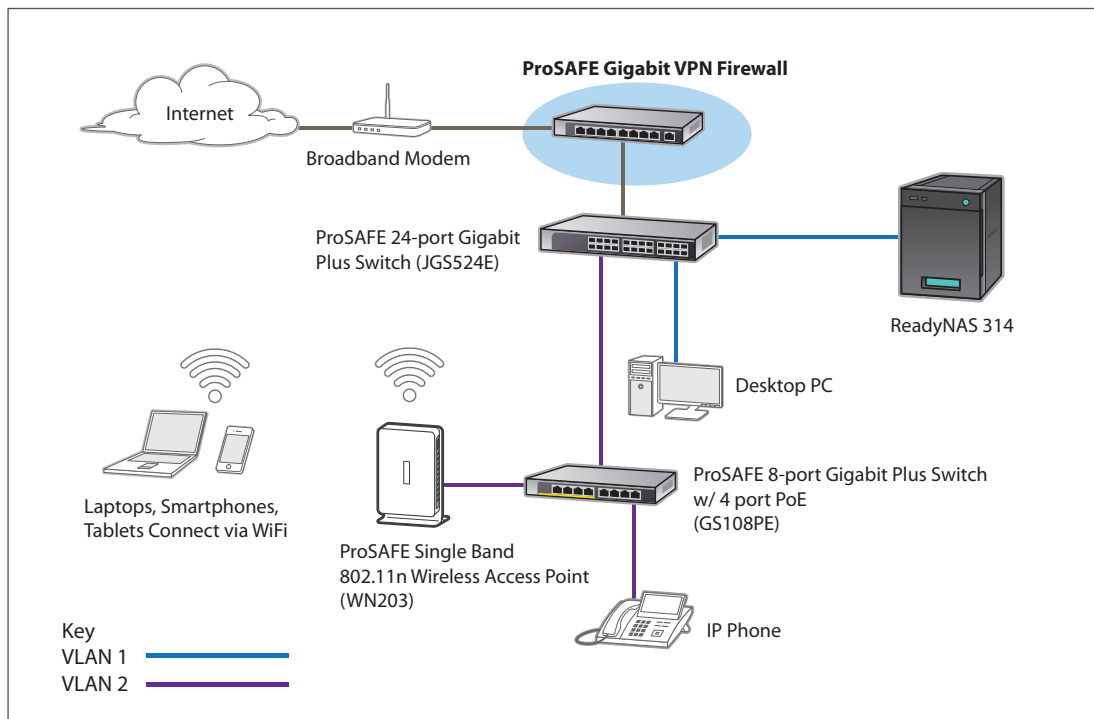 ProSAFE Gigabit VPN Firewall
Internet
Broadband Modem
ProSAFE 24-port Gigabit
Plus Switch (JGS524E)
ReadyNAS 314
Desktop PC
ProSAFE 8-port Gigabit Plus Switch
w/ 4 port PoE
(GS108PE)
Laptops, Smartphones,
Tablets Connect via WiFi
ProSAFE Single Band
802.11n Wireless Access Point
(WN203)
IP Phone
Key
VLAN 1
VLAN 2